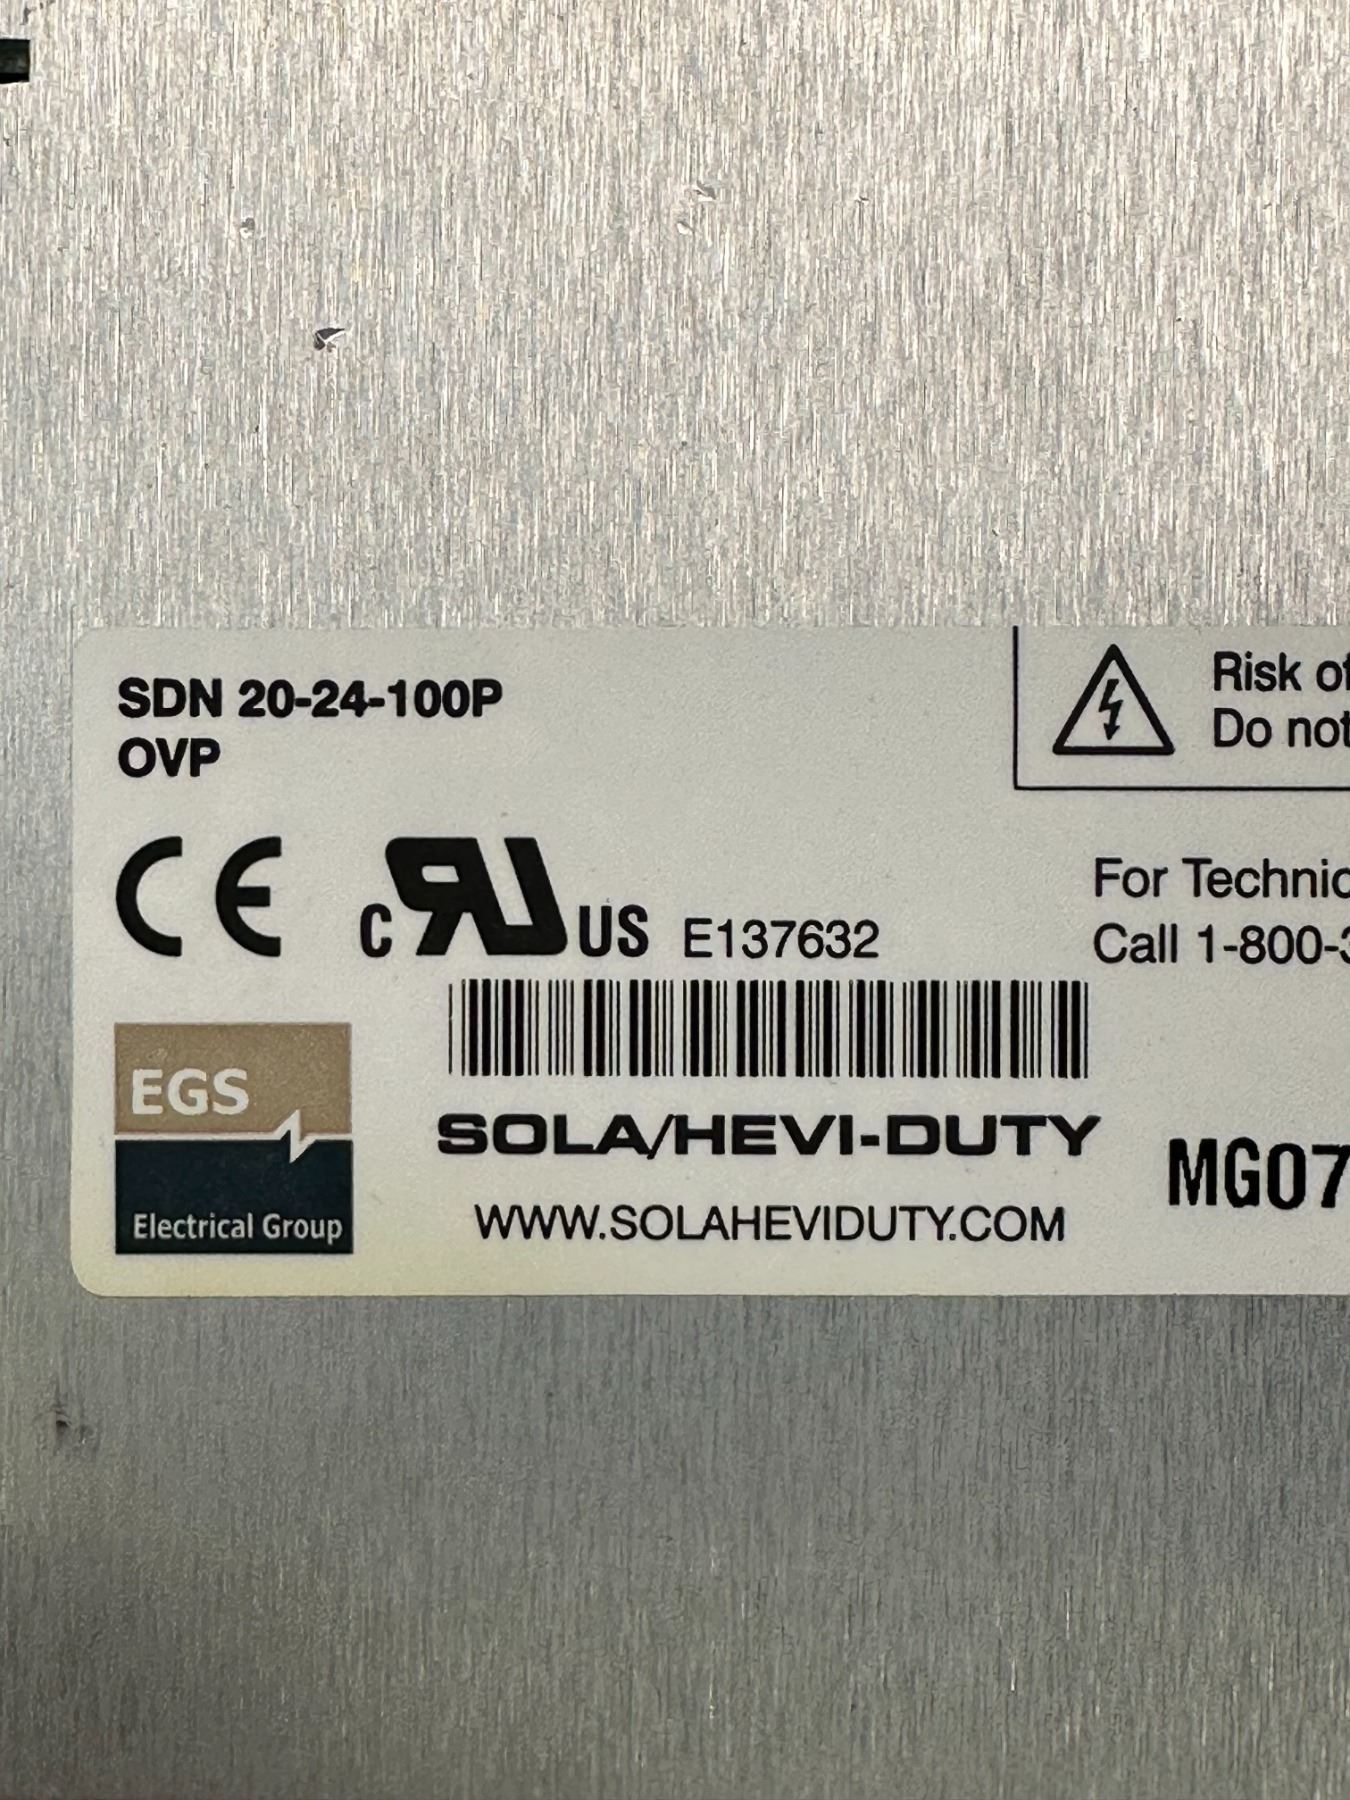 SDN 20-24-100P
OVP
Risk of
Do not
CE
c RU US E137632
For Technic
Call 1-800-3
EGS
Electrical Group
SOLA/HEVI-DUTY
WWW.SOLAHEVIDUTY.COM
MG07